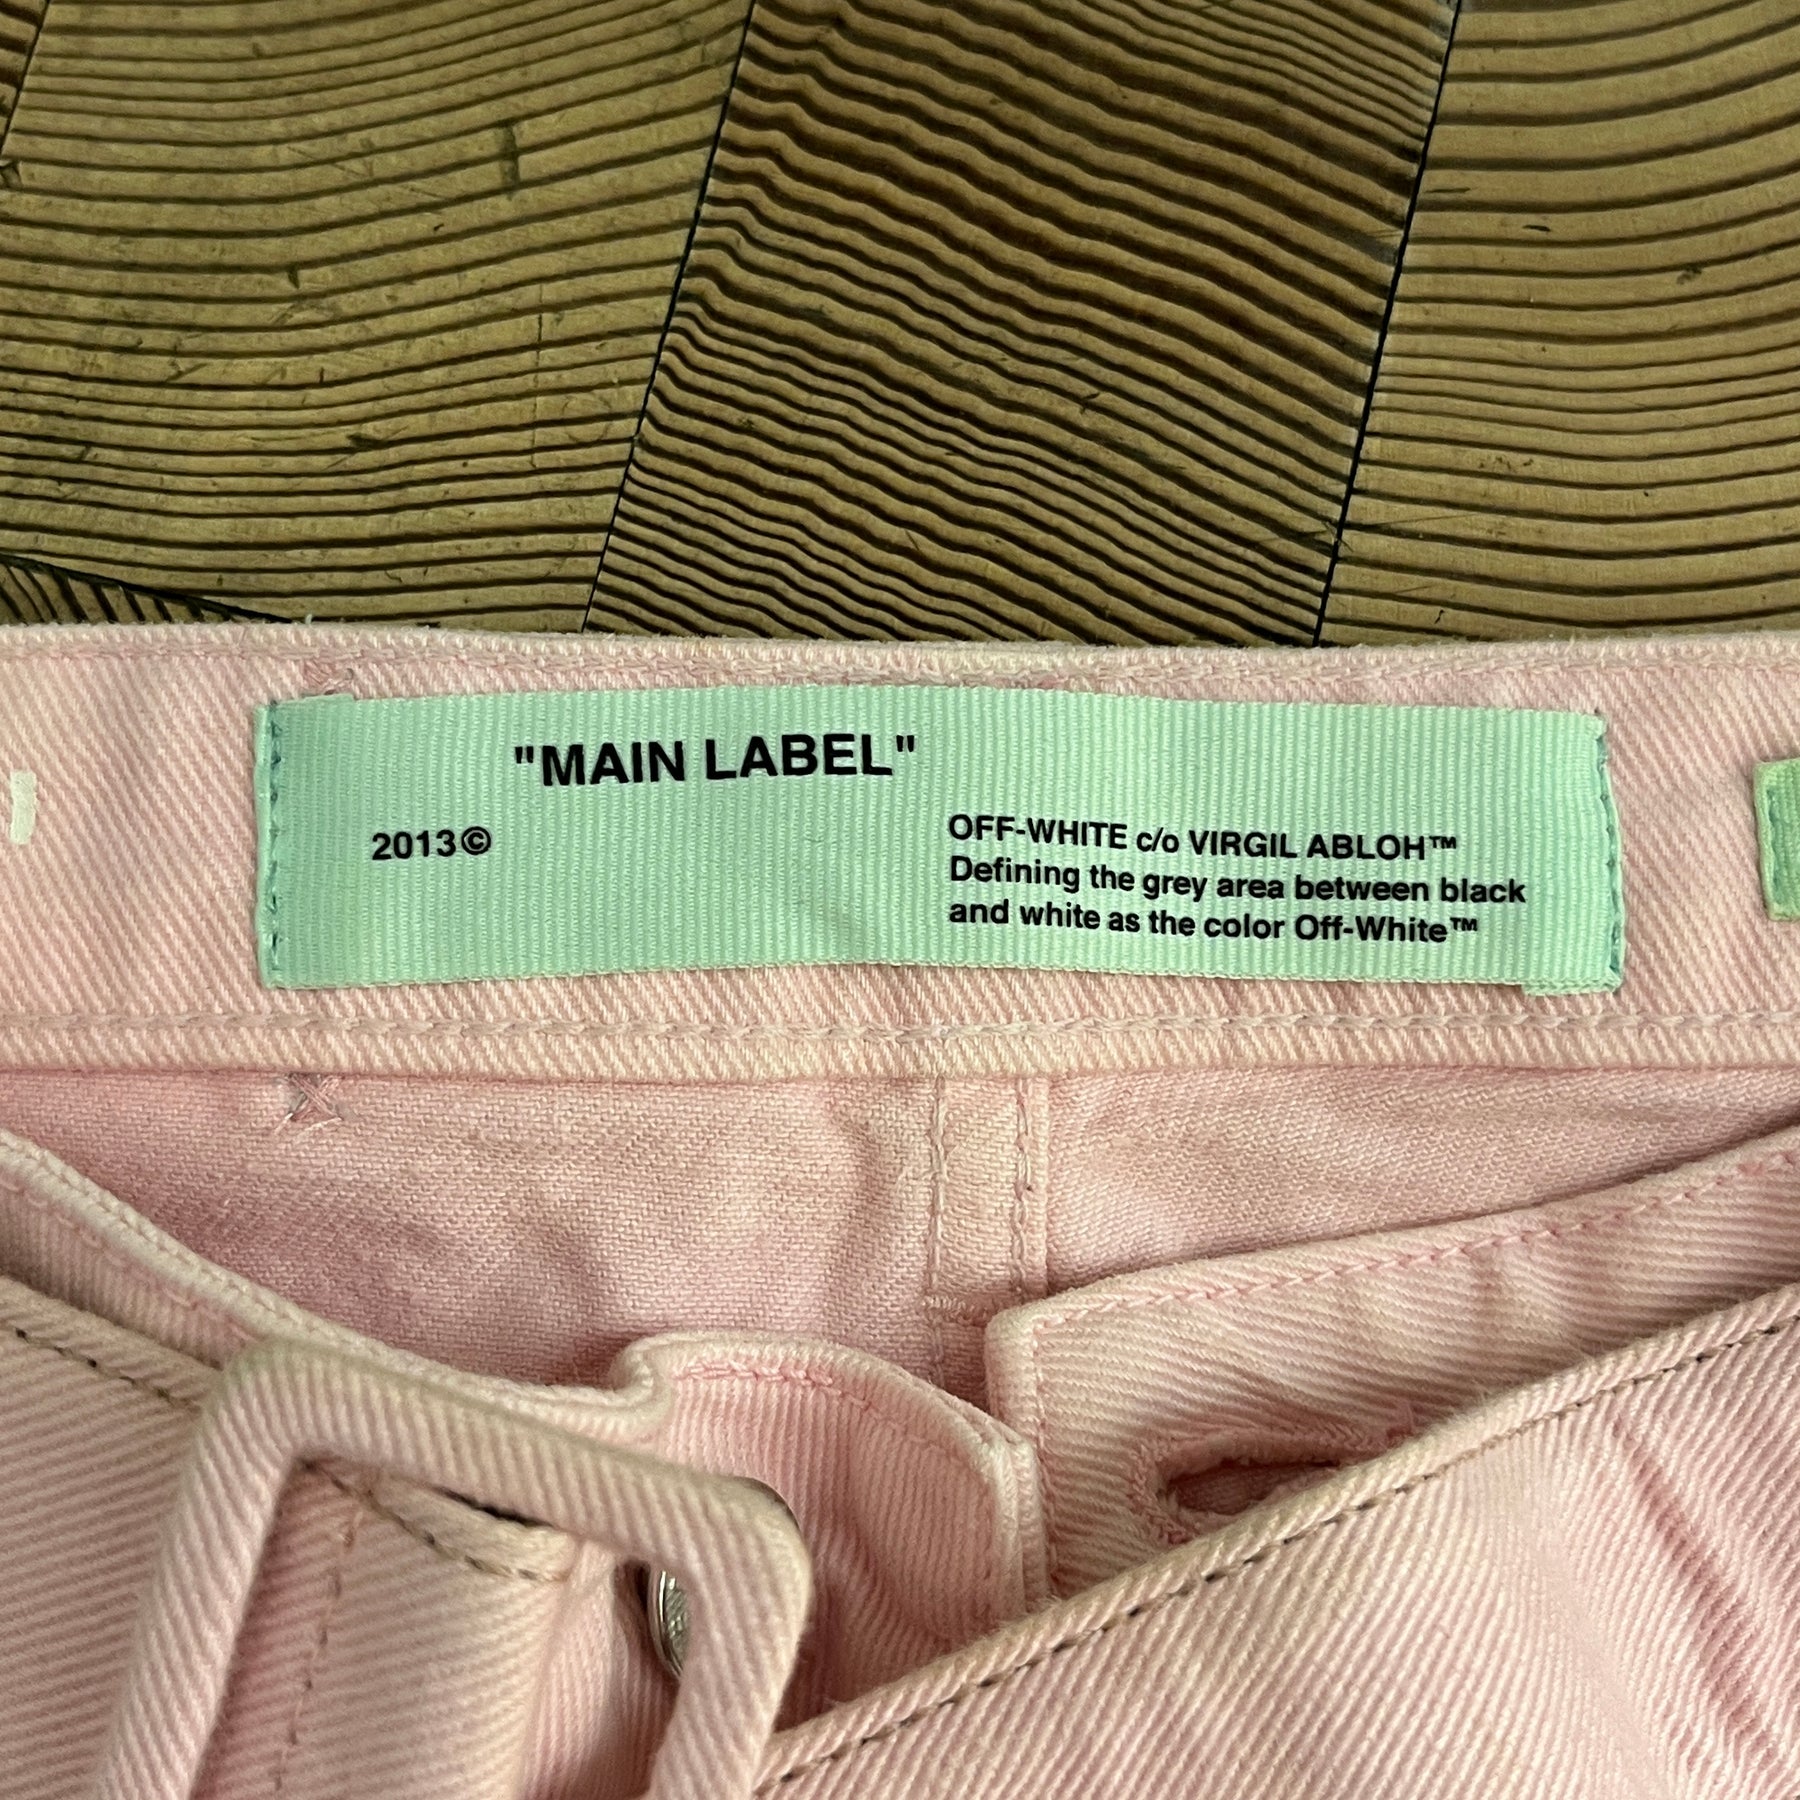 "MAIN LABEL"
2013©
OFF-WHITE c/o VIRGIL ABLOH™
Defining the grey area between black
and white as the color Off-White™